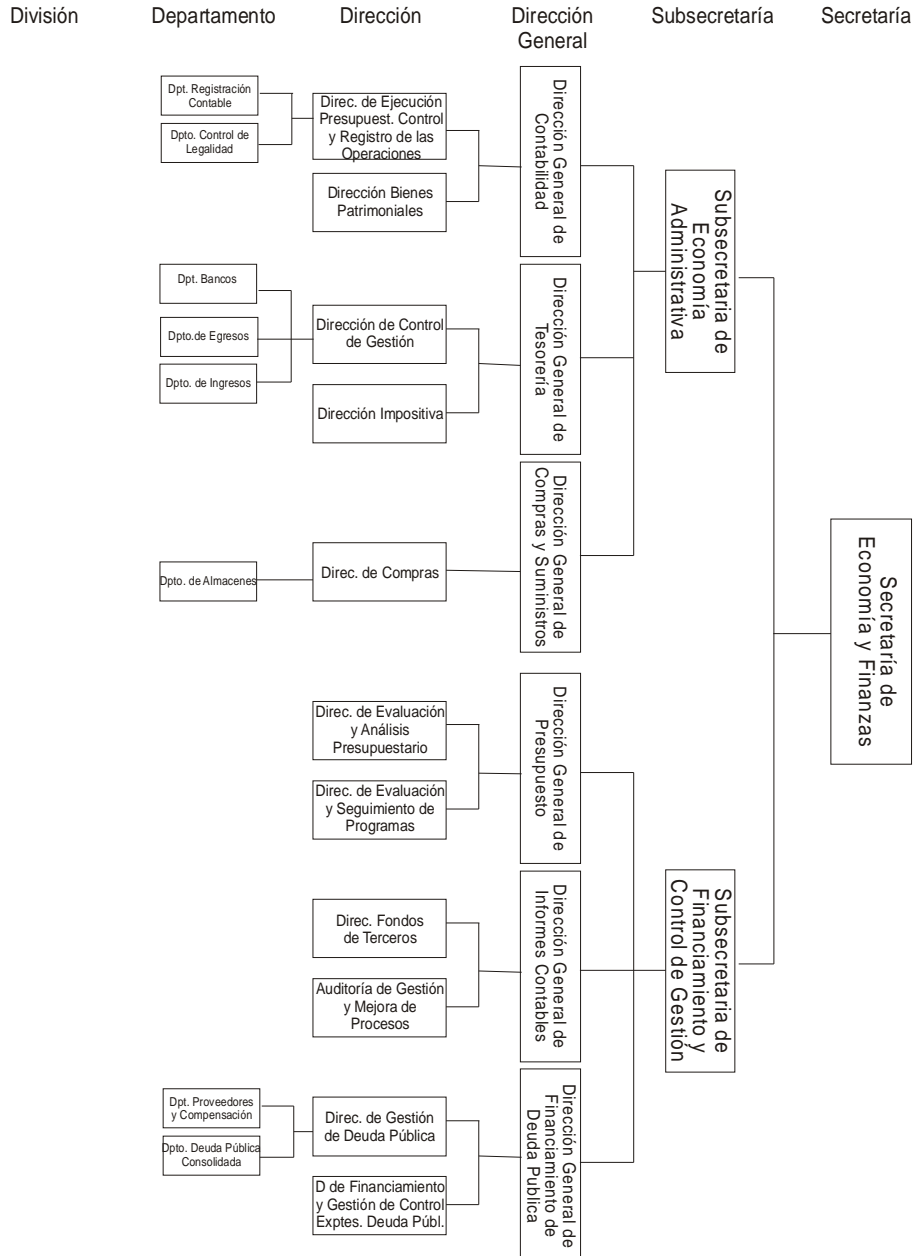 División
Departamento
Dirección
Dirección
General
Subsecretaría
Secretaría
Dpt. Registración
Contable
Dpto. Control de
Legalidad
Direc. de Ejecución
Presupuest. Control
y Registro de las
Operaciones
Dirección Bienes
Patrimoniales
Dirección General de
Contabilidad
Dpt. Bancos
Dpto.de Egresos
Dpto. de Ingresos
Dirección de Control
de Gestión
Dirección Impositiva
Dirección General de
Tesorería
Dpto. de Almacenes
Direc. de Compras
Dirección General de
Compras y Suministros
Subsecretaria de
Economía
Administrativa
Direc. de Evaluación
y Análisis
Presupuestario
Direc. de Evaluación
y Seguimiento de
Programas
Dirección General de
Presupuesto
Direc. Fondos
de Terceros
Auditoría de Gestión
y Mejora de
Procesos
Dirección General de
Informes Contables
Dpt. Proveedores
y Compensación
Dpto. Deuda Pública
Consolidada
Direc. de Gestión
de Deuda Pública
D de Financiamiento
y Gestión de Control
Exptes. Deuda Públ.
Dirección General de
Financiamiento de
Deuda Publica
Subsecretaria de
Financiamiento y
Control de Gestión
Secretaría de
Economía y Finanzas